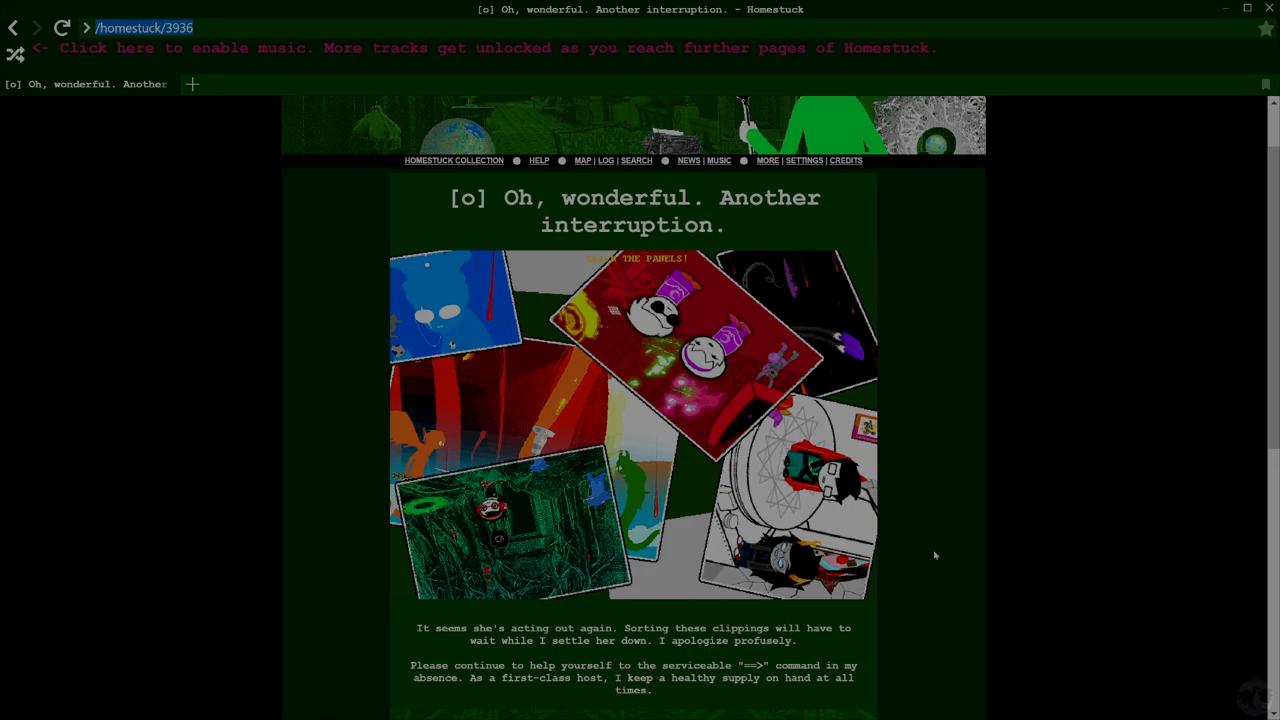 [o] Oh, wonderful. Another interruption. - Homestuck
/homestuck/3936
<- Click here to enable music. More tracks get unlocked as you reach further pages of Homestuck.
[o] Oh, wonderful. Another
HOMESTUCK COLLECTION ● HELP ● MAP | LOG | SEARCH ● NEWS | MUSIC ● MORE | SETTINGS | CREDITS
[o] Oh, wonderful. Another
interruption.
CLICK THE PANELS!
It seems she's acting out again. Sorting these clippings will have to
wait while I settle her down. I apologize profusely.
Please continue to help yourself to the serviceable "==>" command in my
absence. As a first-class host, I keep a healthy supply on hand at all
times.